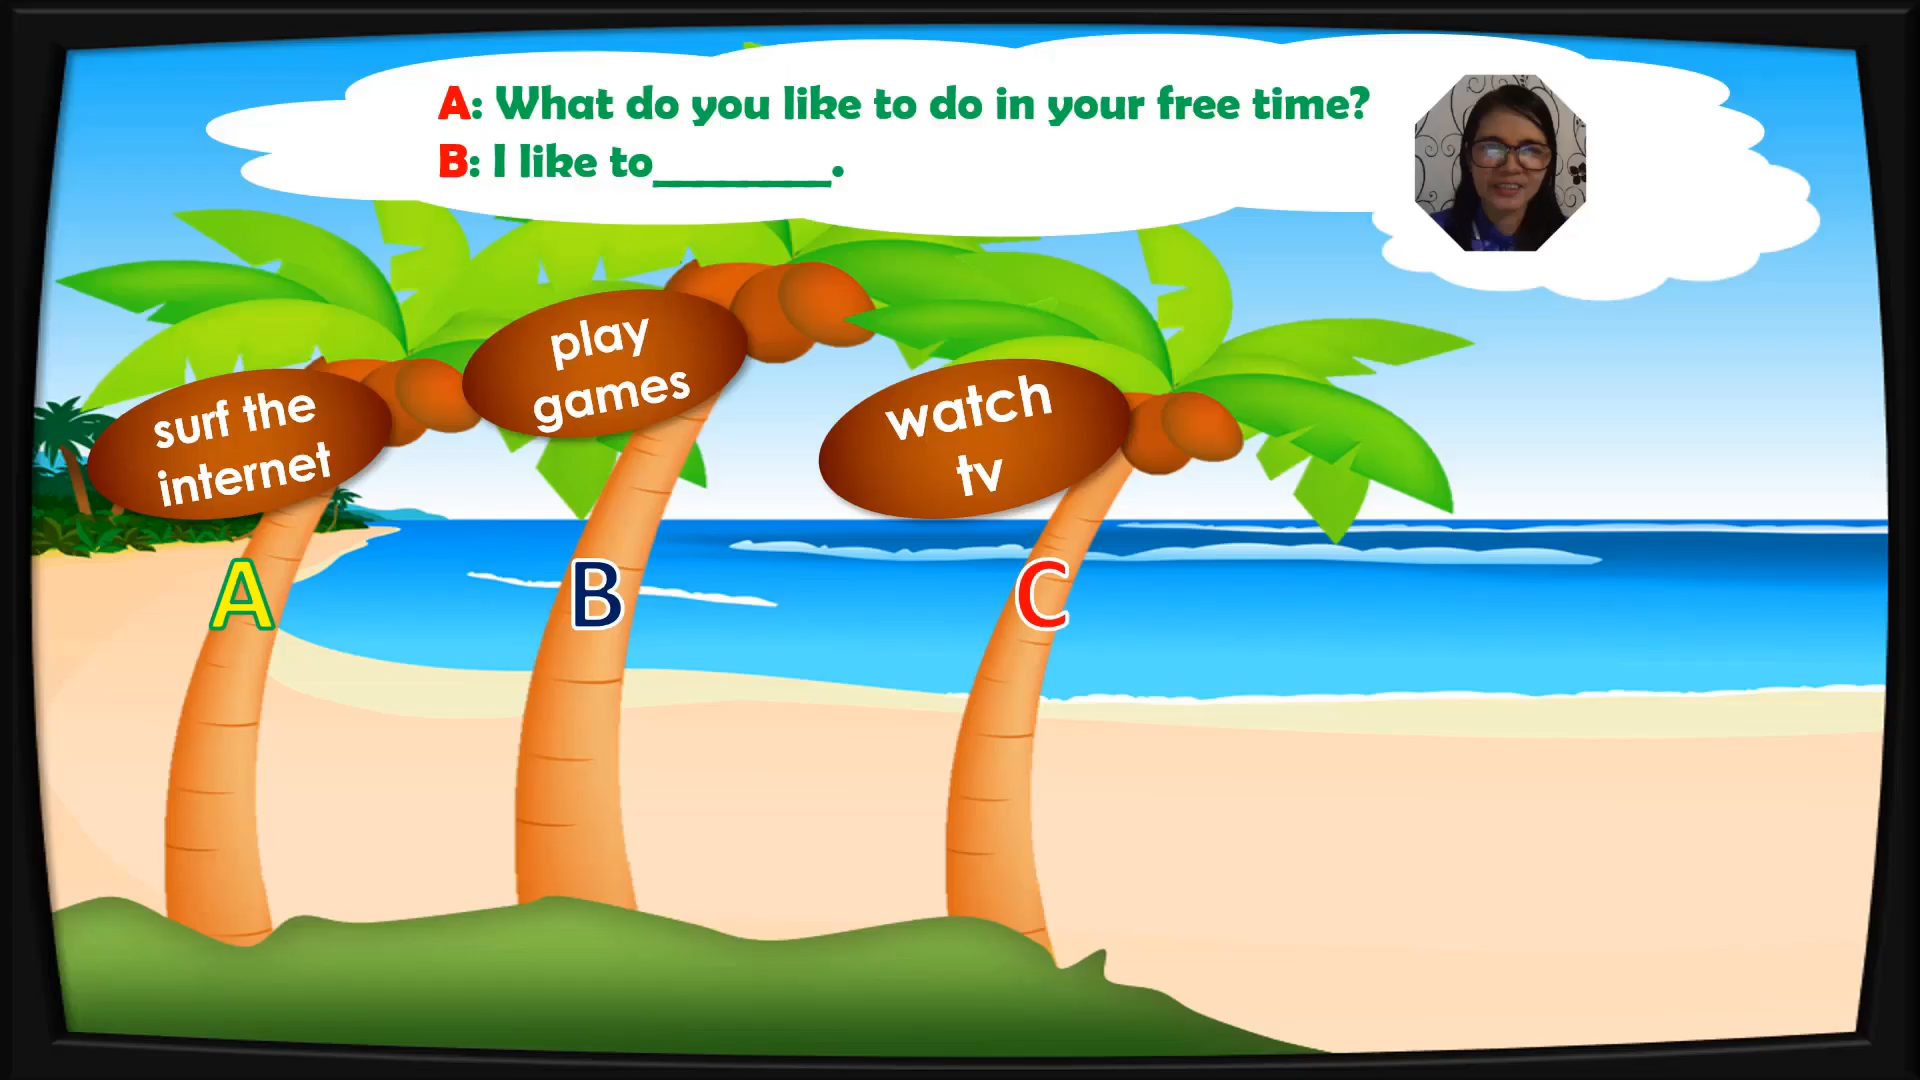 A: What do you like to do in your free time?
B: I like to________.
surf the
internet
play
games
watch
tv
A
B
C